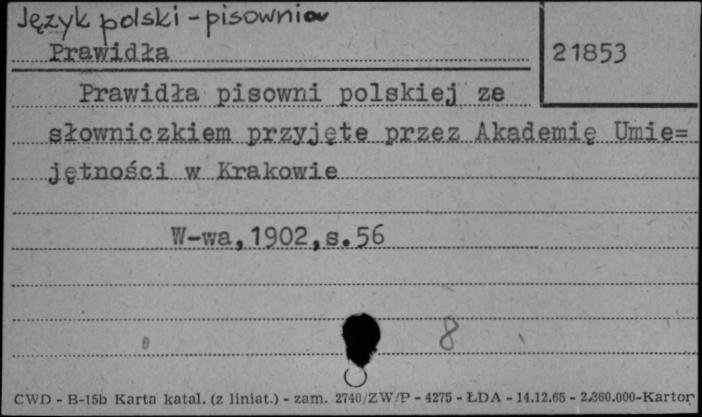 Język polski - pisownia
Prawidła
21853
Prawidła pisowni polskiej ze
słowniczkiem przyjęte przez Akademię Umie=
jętności w Krakowie
W-wa, 1902, s. 56
8
CWD - B-15b Karta katal. (z liniat.) - zam. 2740/ZW/P - 4275 - ŁDA - 14.12.65 - 2.360.000-Karton